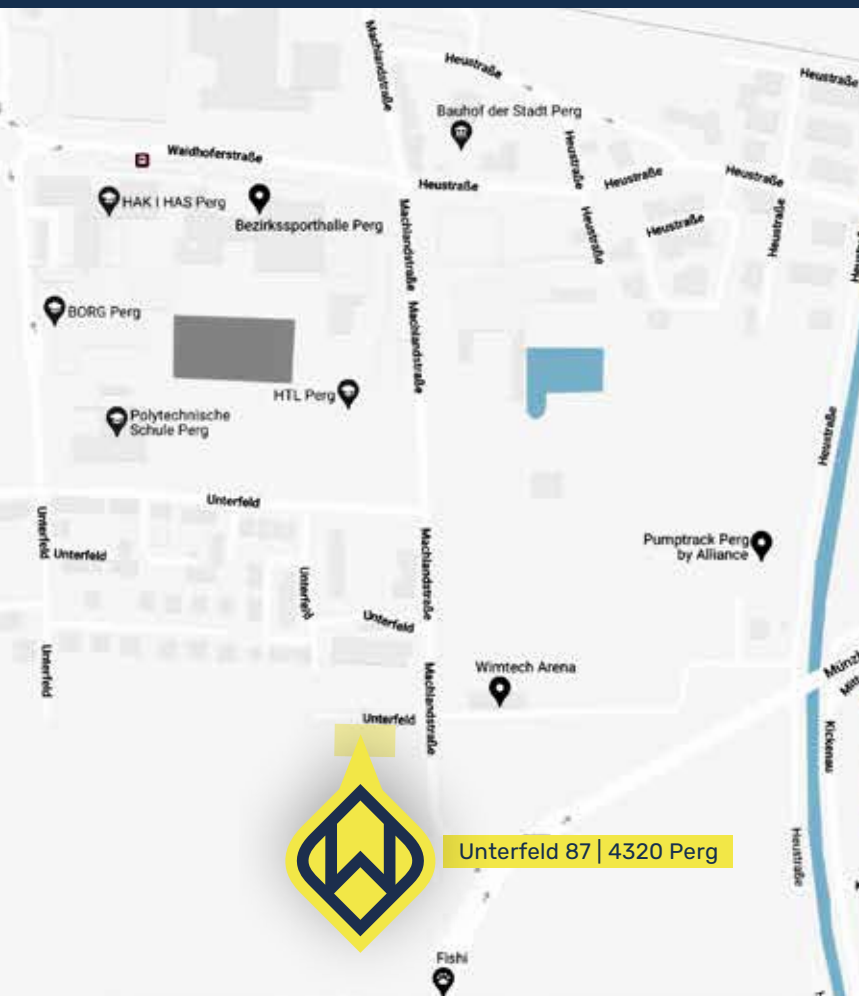 Machlandstraße
Heustraße
Heustraße
Bauhof der Stadt Perg
Waidhoferstraße
Heustraße
Heustraße
Heustraße
Heustraße
HAK | HAS Perg
Bezirkssporthalle Perg
Machlandstraße
Heustraße
Heustraße
Heustraße
BORG Perg
Machlandstraße
HTL Perg
Polytechnische
Schule Perg
Heustraße
Unterfeld
Unterfeld
Unterfeld
Machlandstraße
Pumptrack Perg
by Alliance
Unterfeld
Unterfeld
Unterfeld
Machlandstraße
Wimtech Arena
Unterfeld
Kickenau
Unterfeld 87 | 4320 Perg
Heustraße
Fishi